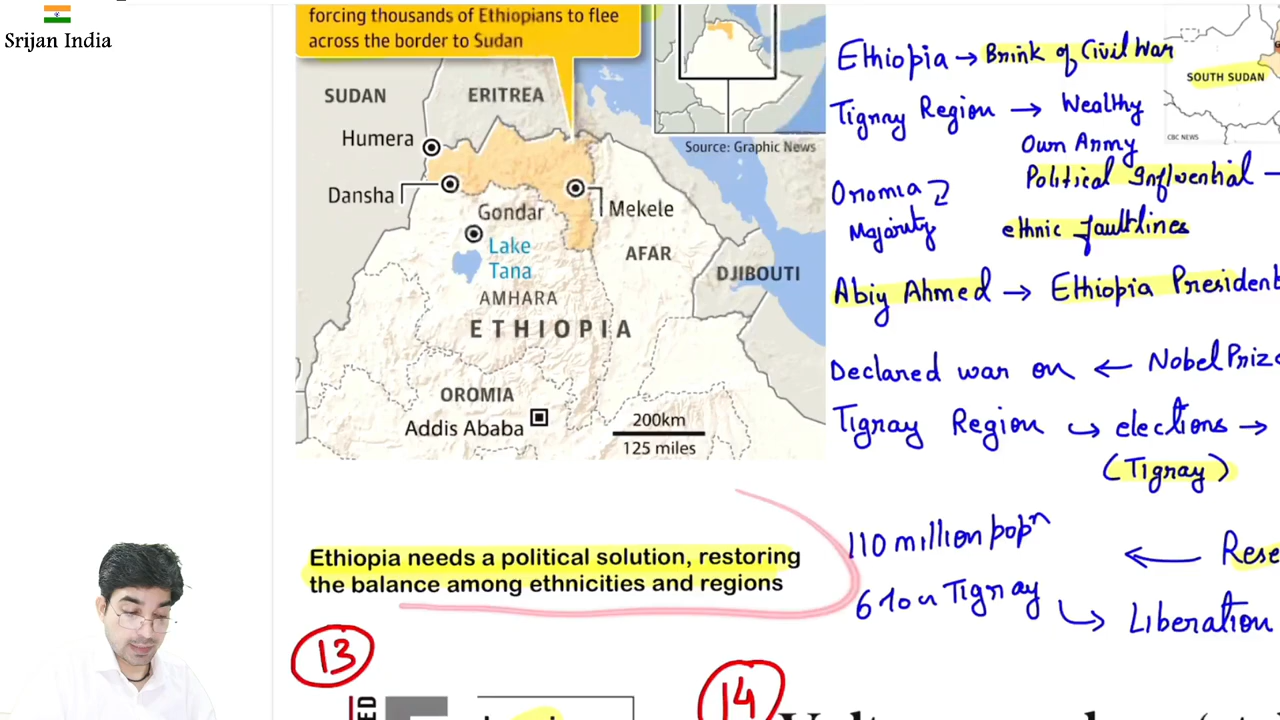 Srijan India
forcing thousands of Ethiopians to flee
across the border to Sudan
SUDAN
ERITREA
Humera
Dansha
Gondar
Mekele
Lake
Tana
AFAR
AMHARA
DJIBOUTI
ETHIOPIA
OROMIA
Addis Ababa
200km
125 miles
Source: Graphic News
SOUTH SUDAN
CBC NEWS
Ethiopia → Brink of Civil War
Tigray Region → Wealthy
Own Army
Political Influential –
Oromia
Majority
ethnic faultlines
Abiy Ahmed → Ethiopia President
Declared war on ← Nobel Prize
Tigray Region ↳ elections →
(Tigray)
110 million popⁿ
←
6 Tigray
↳ Liberation
Ethiopia needs a political solution, restoring
the balance among ethnicities and regions
13
14
ED